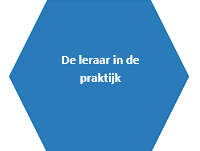 De leraar in de
praktijk